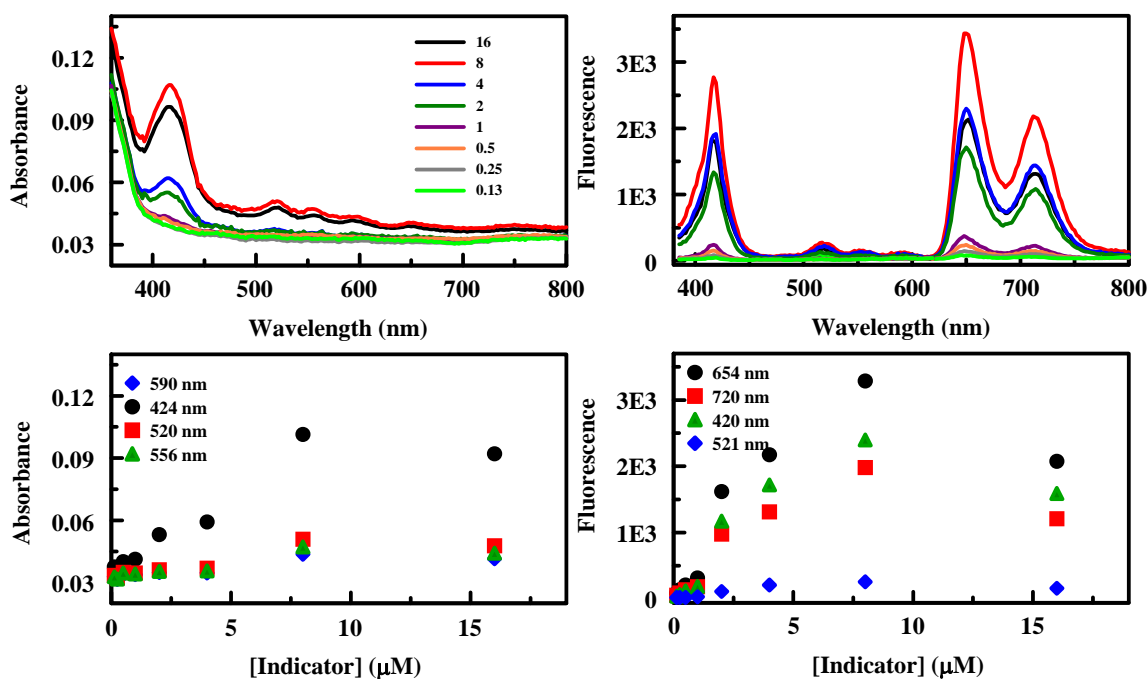 Absorbance
0.12
0.09
0.06
0.03
16
8
4
2
1
0.5
0.25
0.13
400 500 600 700 800
Wavelength (nm)
Fluorescence
3E3
2E3
1E3
0
400 500 600 700 800
Wavelength (nm)
Absorbance
0.12
0.09
0.06
0.03
590 nm
424 nm
520 nm
556 nm
0 5 10 15
[Indicator] (μM)
Fluorescence
3E3
2E3
1E3
0
654 nm
720 nm
420 nm
521 nm
0 5 10 15
[Indicator] (μM)